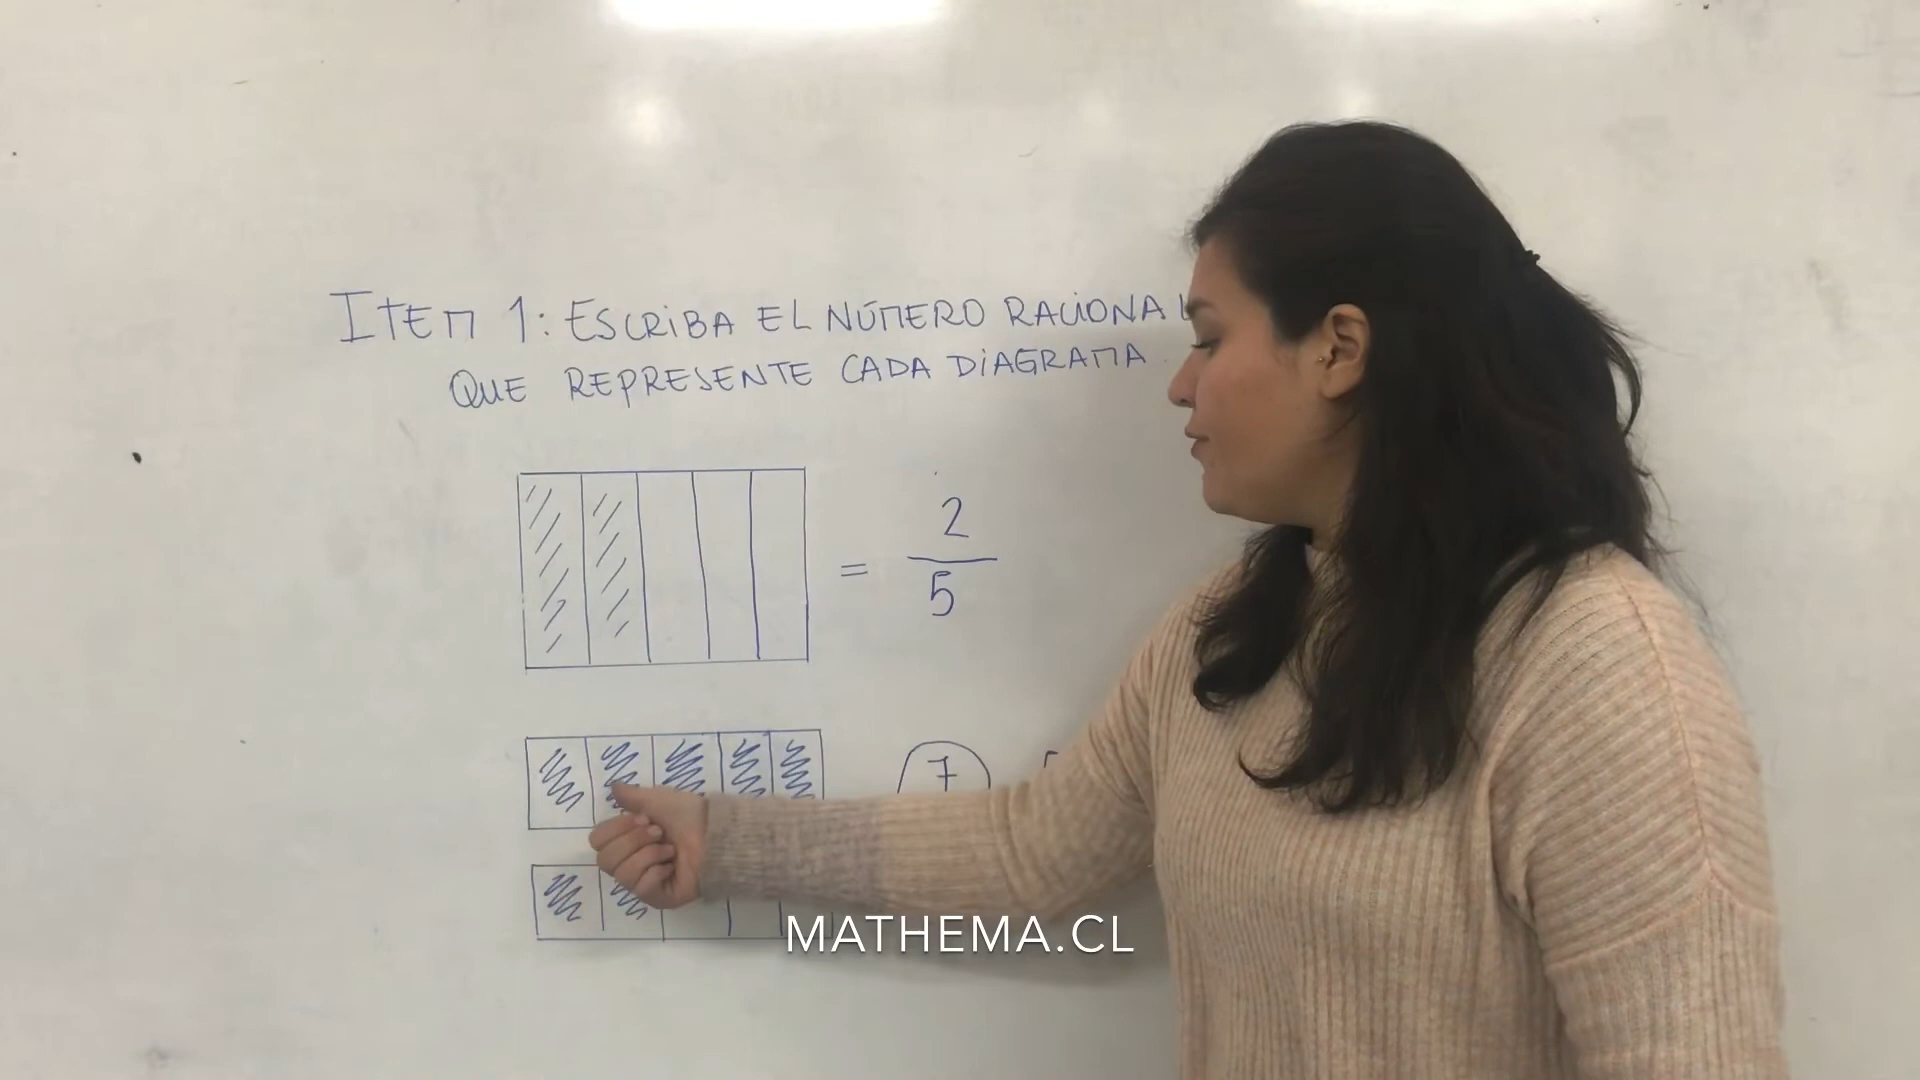 ITEM 1: ESCRIBA EL NÚMERO RACIONAL
QUE REPRESENTE CADA DIAGRAMA.
= 2
5
7
MATHEMA.CL